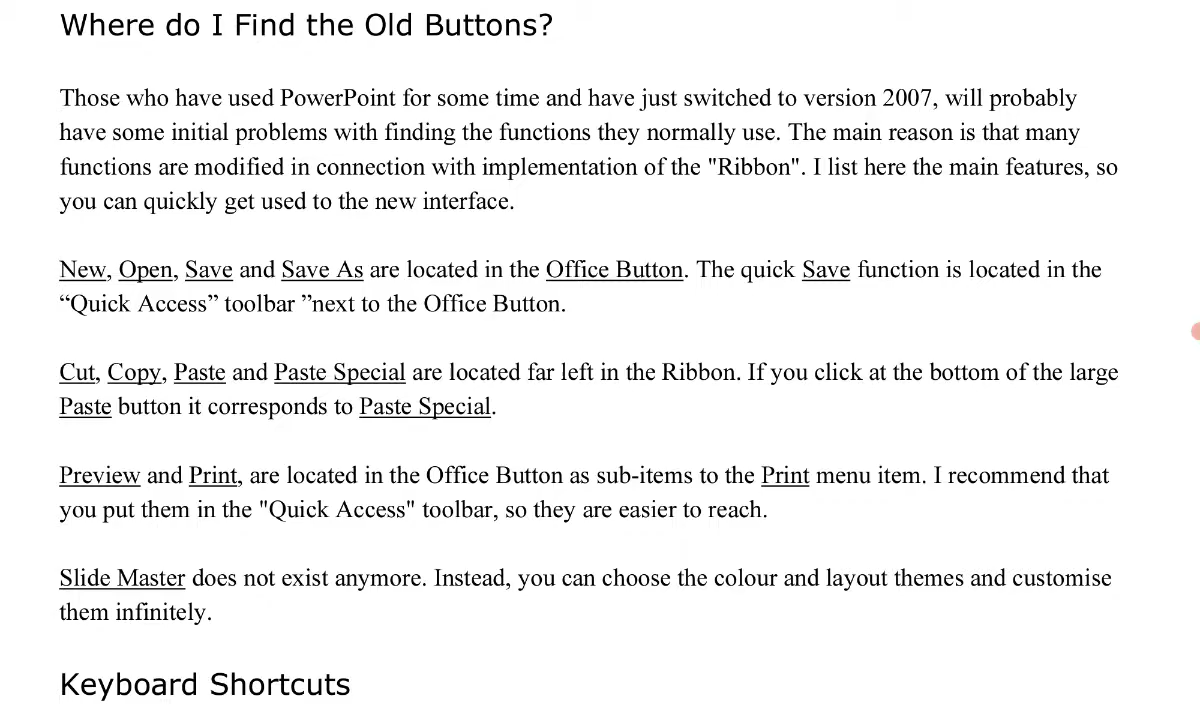 Where do I Find the Old Buttons?
Those who have used PowerPoint for some time and have just switched to version 2007, will probably
have some initial problems with finding the functions they normally use. The main reason is that many
functions are modified in connection with implementation of the "Ribbon". I list here the main features, so
you can quickly get used to the new interface.
New, Open, Save and Save As are located in the Office Button. The quick Save function is located in the
“Quick Access” toolbar ”next to the Office Button.
Cut, Copy, Paste and Paste Special are located far left in the Ribbon. If you click at the bottom of the large
Paste button it corresponds to Paste Special.
Preview and Print, are located in the Office Button as sub-items to the Print menu item. I recommend that
you put them in the "Quick Access" toolbar, so they are easier to reach.
Slide Master does not exist anymore. Instead, you can choose the colour and layout themes and customise
them infinitely.
Keyboard Shortcuts